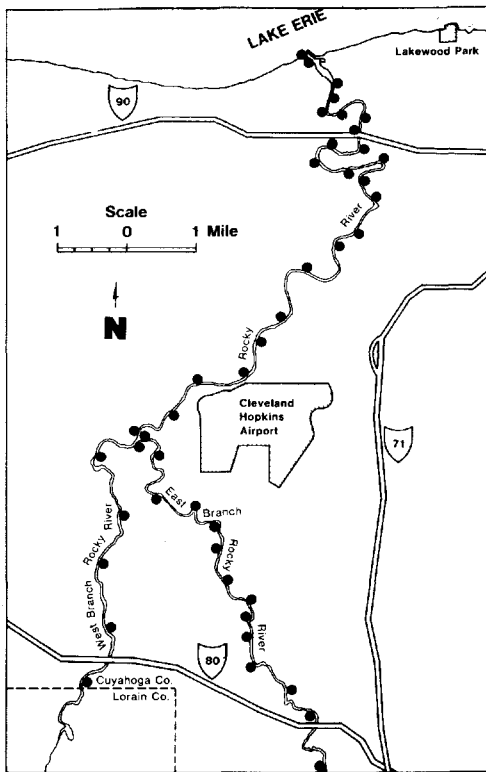 LAKE ERIE
Lakewood Park
90
Scale
1 0 1 Mile
N
River
Rocky
Cleveland
Hopkins
Airport
71
East Branch
Rocky
River
West Branch Rocky River
80
Cuyahoga Co.
Lorain Co.